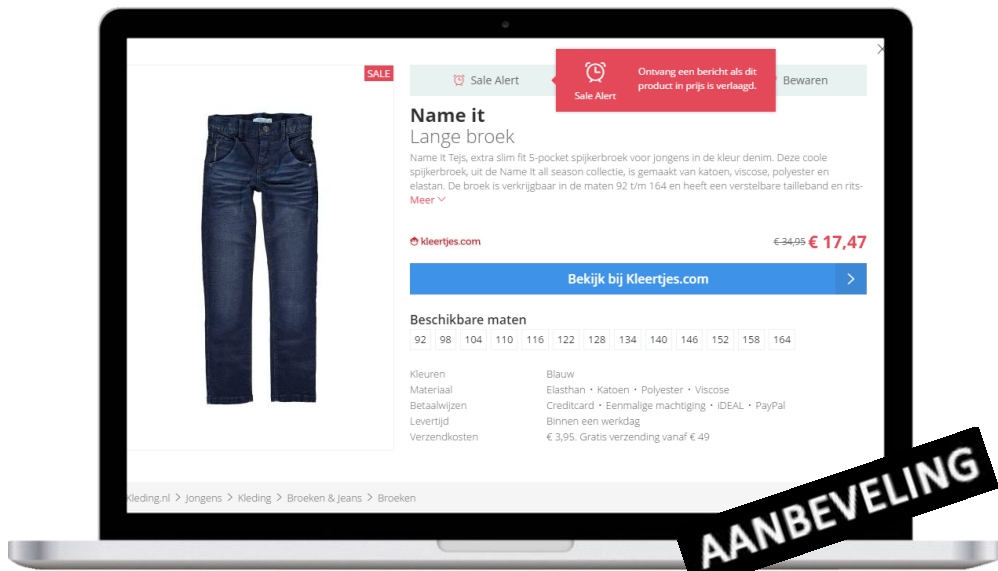 SALE
Sale Alert
Sale Alert
Ontvang een bericht als dit
product in prijs is verlaagd.
Bewaren
Name it
Lange broek
Name It Tejs, extra slim fit 5-pocket spijkerbroek voor jongens in de kleur denim. Deze coole
spijkerbroek, uit de Name It all season collectie, is gemaakt van katoen, viscose, polyester en
elastan. De broek is verkrijgbaar in de maten 92 t/m 164 en heeft een verstelbare tailleband en rits-
Meer
kleertjes.com
€ 34,95 € 17,47
Bekijk bij Kleertjes.com
Beschikbare maten
92 98 104 110 116 122 128 134 140 146 152 158 164
Kleuren Blauw
Materiaal Elasthan • Katoen • Polyester • Viscose
Betaalwijzen Creditcard • Eenmalige machtiging • iDEAL • PayPal
Levertijd Binnen een werkdag
Verzendkosten € 3,95. Gratis verzending vanaf € 49
Kleding.nl > Jongens > Kleding > Broeken & Jeans > Broeken
AANBEVELING